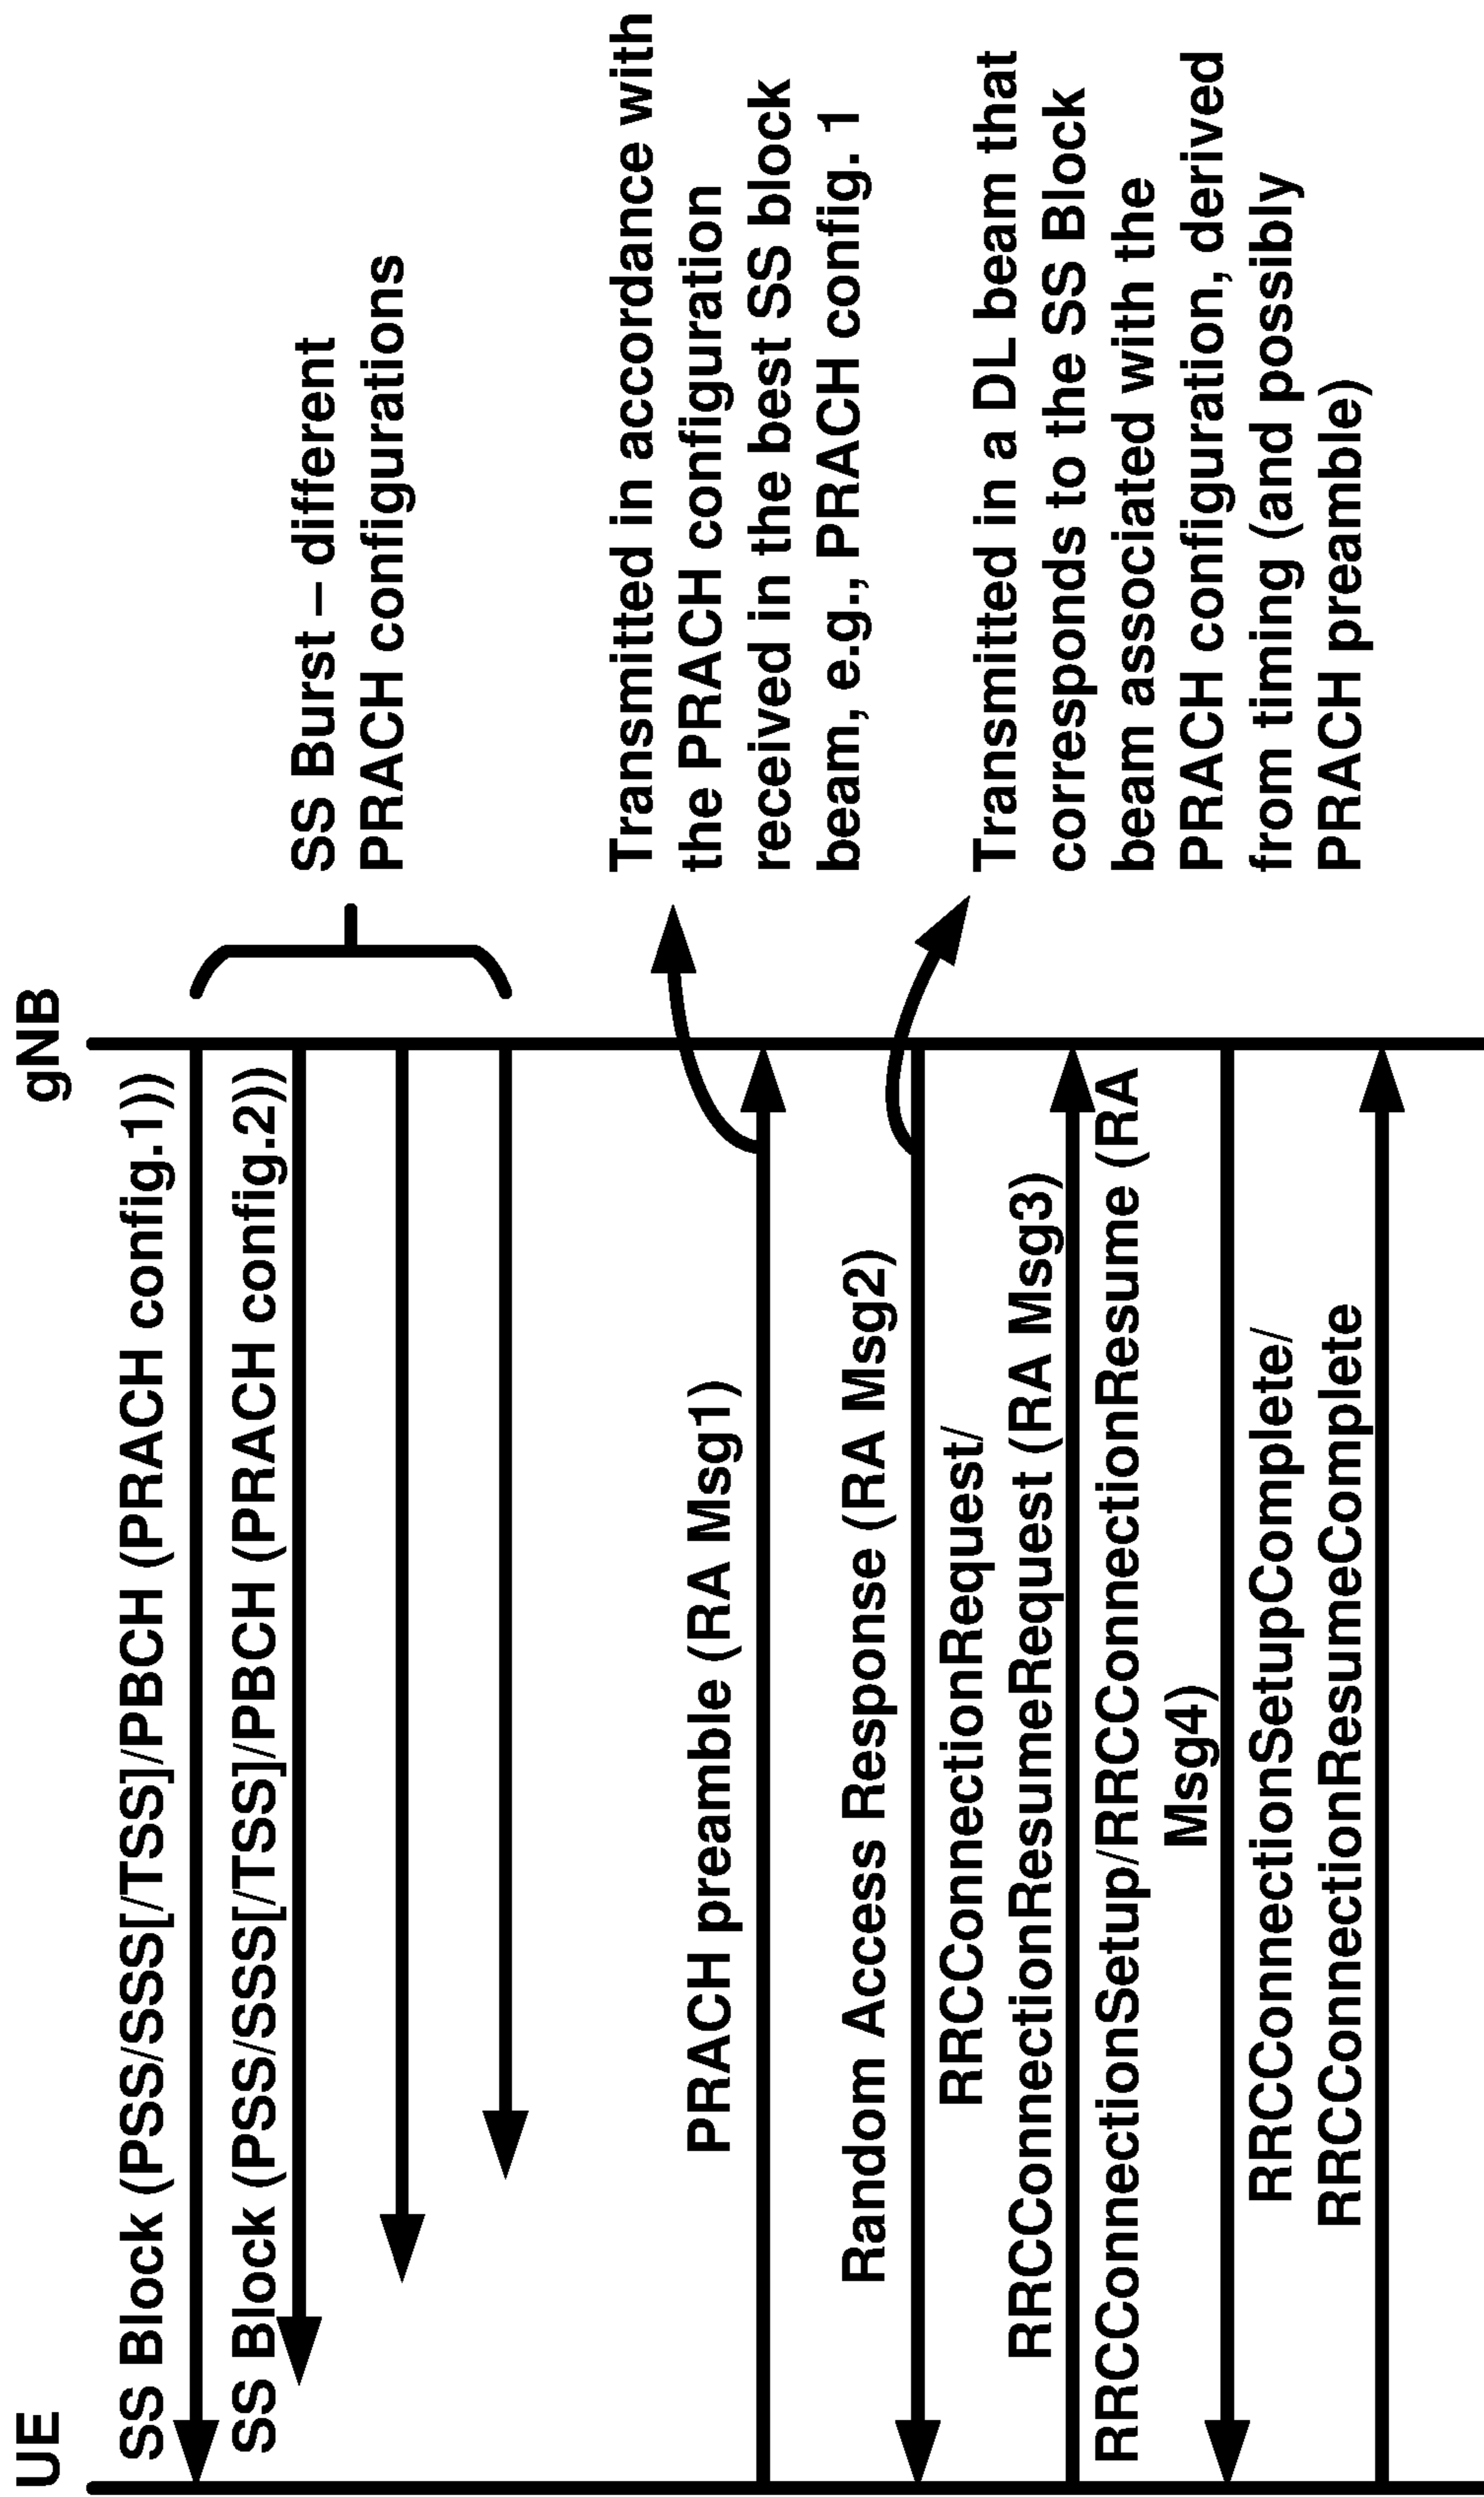 UE
gNB
SS Block (PSS/SSS[/TSS]/PBCH (PRACH config.1))
SS Block (PSS/SSS[/TSS]/PBCH (PRACH config.2))
SS Burst – different
PRACH configurations
PRACH preamble (RA Msg1)
Transmitted in accordance with
the PRACH configuration
received in the best SS block
beam, e.g., PRACH config. 1
Random Access Response (RA Msg2)
Transmitted in a DL beam that
corresponds to the SS Block
beam associated with the
PRACH configuration, derived
from timing (and possibly
PRACH preamble)
RRCConnectionRequest/
RRCConnectionResumeRequest (RA Msg3)
RRCConnectionSetup/RRCConnectionResume (RA
Msg4)
RRCConnectionSetupComplete/
RRCConnectionResumeComplete